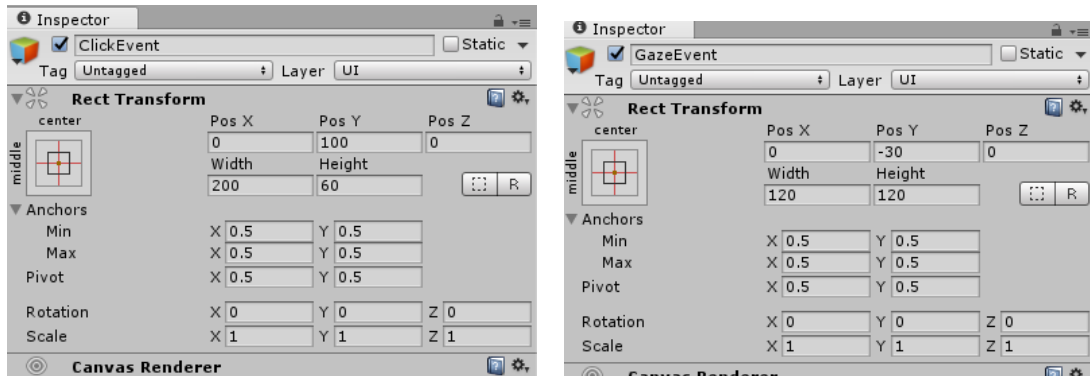 Inspector
ClickEvent Static
Tag Untagged Layer UI
Rect Transform
center Pos X Pos Y Pos Z
middle 0 100 0
Width Height
200 60 R
Anchors
Min X 0.5 Y 0.5
Max X 0.5 Y 0.5
Pivot X 0.5 Y 0.5
Rotation X 0 Y 0 Z 0
Scale X 1 Y 1 Z 1
Canvas Renderer
Inspector
GazeEvent Static
Tag Untagged Layer UI
Rect Transform
center Pos X Pos Y Pos Z
middle 0 -30 0
Width Height
120 120 R
Anchors
Min X 0.5 Y 0.5
Max X 0.5 Y 0.5
Pivot X 0.5 Y 0.5
Rotation X 0 Y 0 Z 0
Scale X 1 Y 1 Z 1
Canvas Renderer